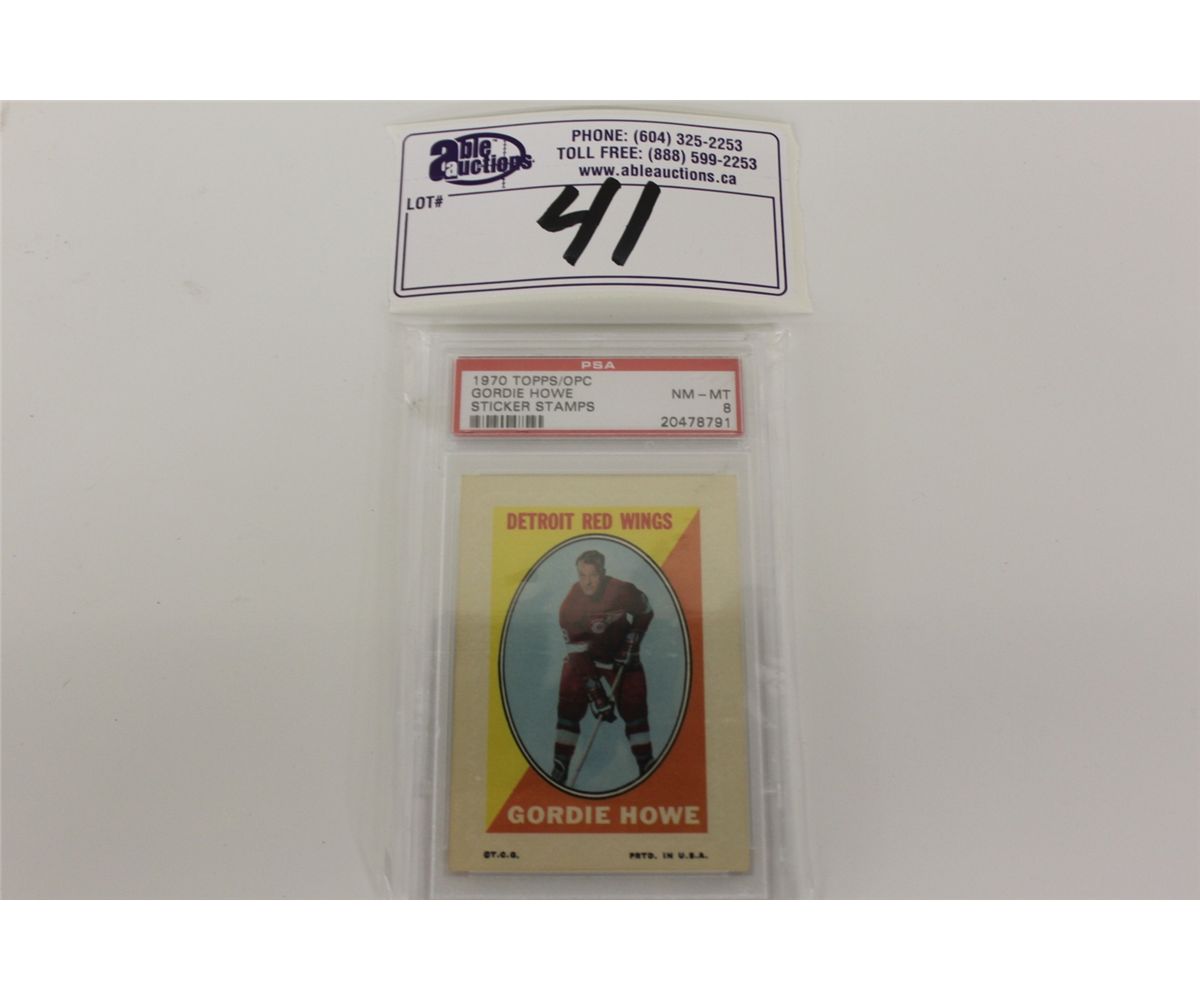 able auctions
PHONE: (604) 325-2253
TOLL FREE: (888) 599-2253
www.ableauctions.ca
LOT#
41
PSA
1970 TOPPS/OPC
GORDIE HOWE NM-MT
STICKER STAMPS 8
20478791
DETROIT RED WINGS
GORDIE HOWE
©T.C.G. PRTD. IN U.S.A.